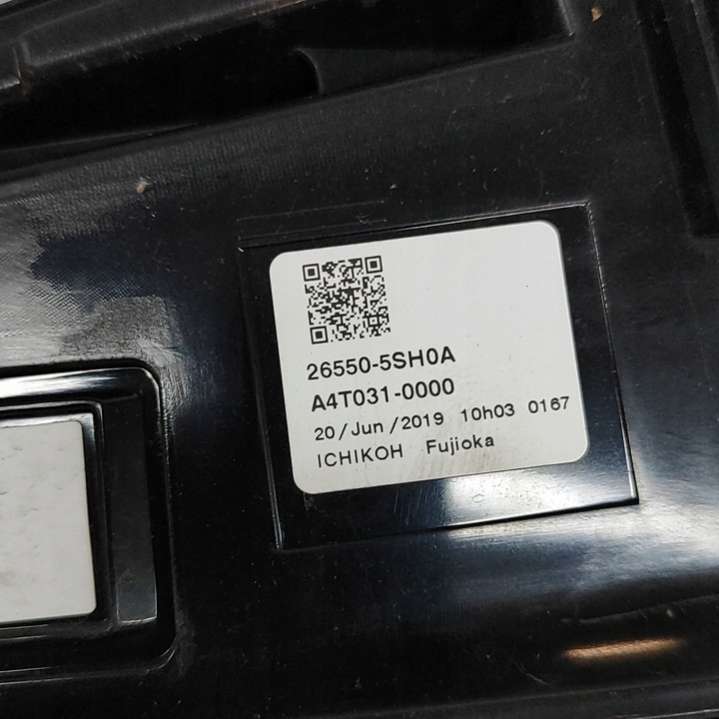 26550-5SH0A
A4T031-0000
20/Jun/2019 10h03 0167
ICHIKOH Fujioka